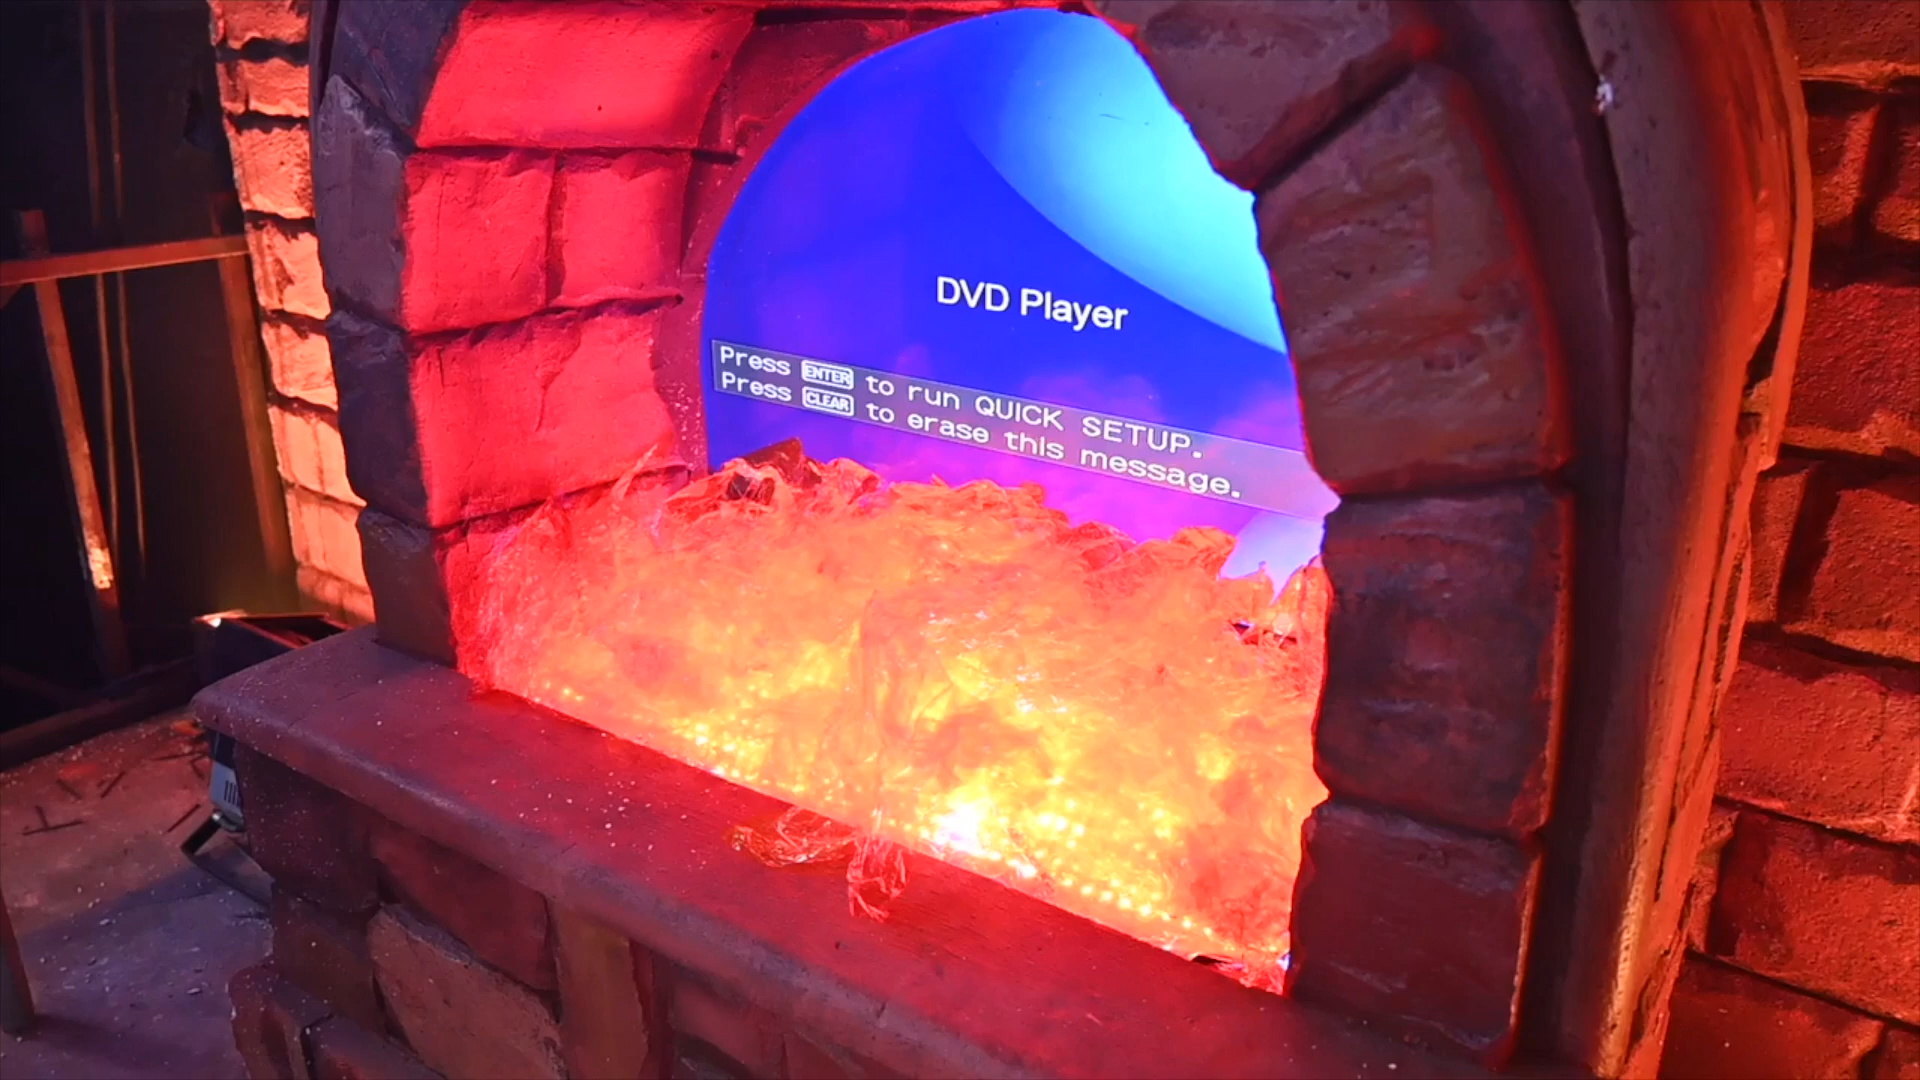 DVD Player
Press ENTER to run QUICK SETUP.
Press CLEAR to erase this message.